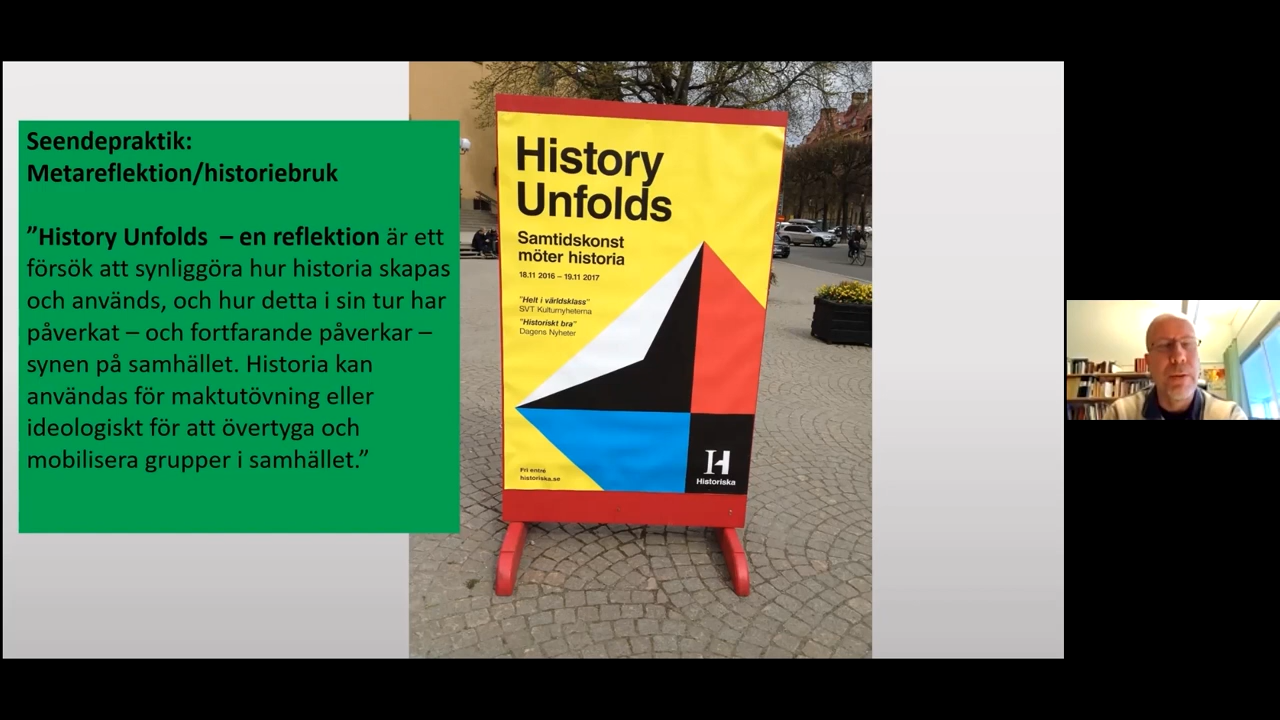 Seendepraktik:
Metareflektion/historiebruk
”History Unfolds – en reflektion är ett
försök att synliggöra hur historia skapas
och används, och hur detta i sin tur har
påverkat – och fortfarande påverkar –
synen på samhället. Historia kan
användas för maktutövning eller
ideologiskt för att övertyga och
mobilisera grupper i samhället.”
History
Unfolds
Samtidskonst
möter historia
18.11 2016 – 19.11 2017
"Helt i världsklass"
SVT Kulturnyheterna
"Historiskt bra"
Dagens Nyheter
Fri entré
historiska.se
H
Historiska